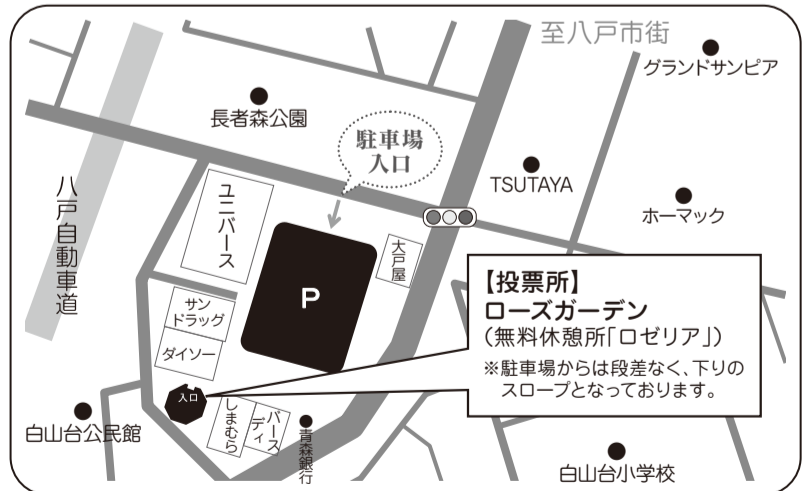 至八戸市街
グランドサンピア
長者森公園
駐車場
入口
TSUTAYA
ホーマック
八戸自動車道
ユニバース
大戸屋
P
サン
ドラッグ
ダイソー
入口
しまむら
バース
ディ
青森銀行
白山台公民館
白山台小学校
【投票所】
ローズガーデン
(無料休憩所「ロゼリア」)
※駐車場からは段差なく、下りの
スロープとなっております。